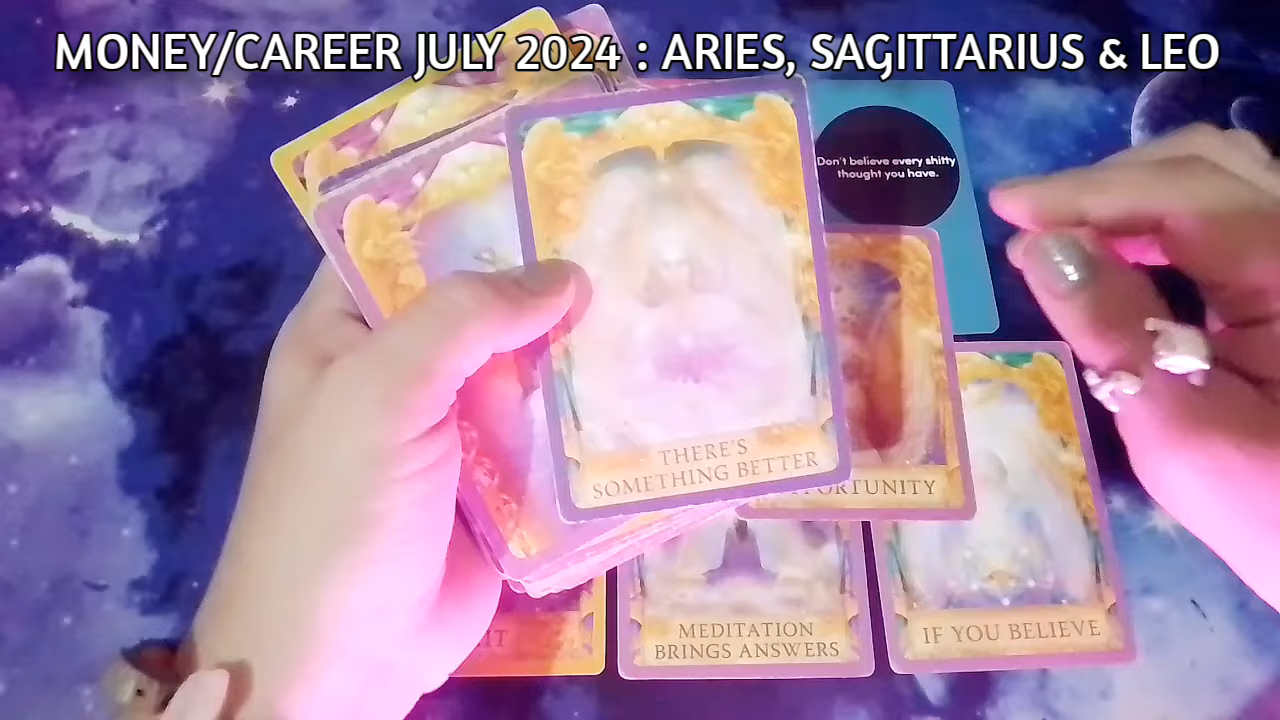 MONEY/CAREER JULY 2024 : ARIES, SAGITTARIUS & LEO
Don't believe every shitty
thought you have.
THERE'S
SOMETHING BETTER
MEDITATION
BRINGS ANSWERS
IF YOU BELIEVE